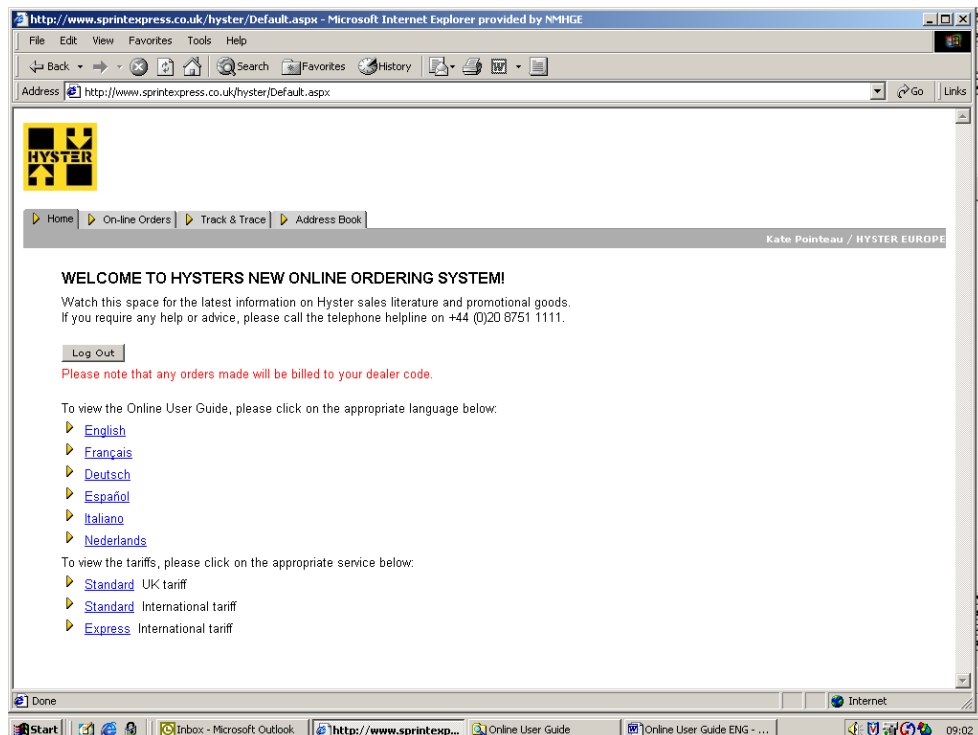 http://www.sprintexpress.co.uk/hyster/Default.aspx - Microsoft Internet Explorer provided by NMHGE
File Edit View Favorites Tools Help
Back Search Favorites History
Address http://www.sprintexpress.co.uk/hyster/Default.aspx Go Links
HYSTER
Home On-line Orders Track & Trace Address Book
Kate Pointeau / HYSTER EUROPE
WELCOME TO HYSTERS NEW ONLINE ORDERING SYSTEM!
Watch this space for the latest information on Hyster sales literature and promotional goods.
If you require any help or advice, please call the telephone helpline on +44 (0)20 8751 1111.
Log Out
Please note that any orders made will be billed to your dealer code.
To view the Online User Guide, please click on the appropriate language below:
English
Français
Deutsch
Español
Italiano
Nederlands
To view the tariffs, please click on the appropriate service below:
Standard UK tariff
Standard International tariff
Express International tariff
Done Internet
Start Inbox - Microsoft Outlook http://www.sprintexp... Online User Guide Online User Guide ENG - ... 09:02